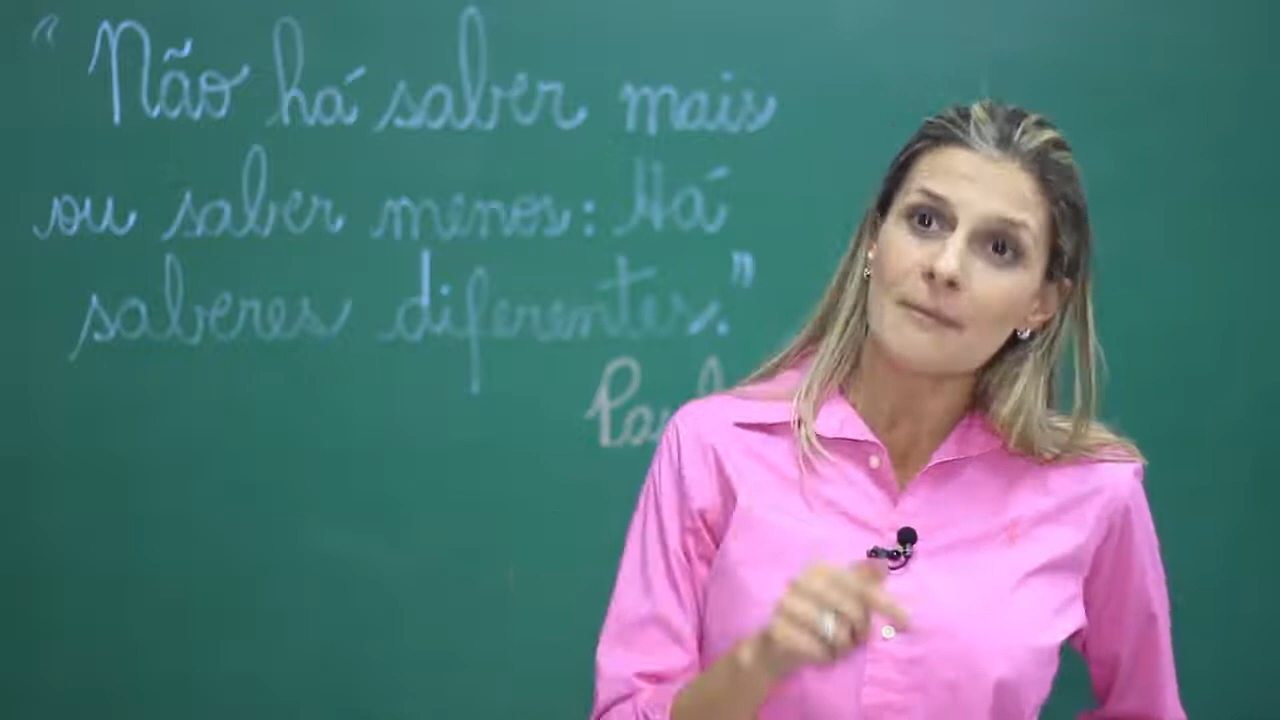 "Não há saber mais
ou saber menos: Há
saberes diferentes."